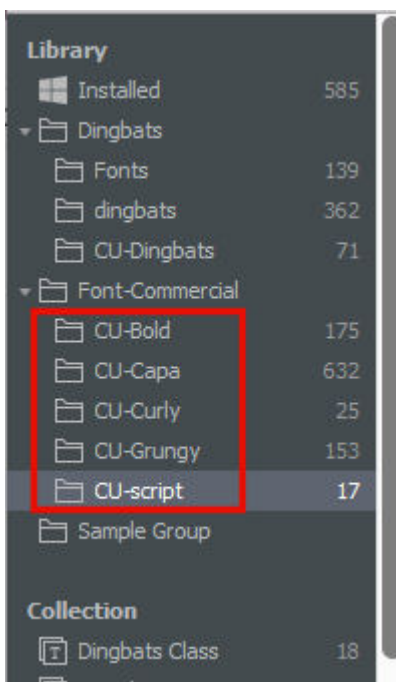 Library
Installed 585
Dingbats
Fonts 139
dingbats 362
CU-Dingbats 71
Font-Commercial
CU-Bold 175
CU-Capa 632
CU-Curly 25
CU-Grungy 153
CU-script 17
Sample Group
Collection
Dingbats Class 18